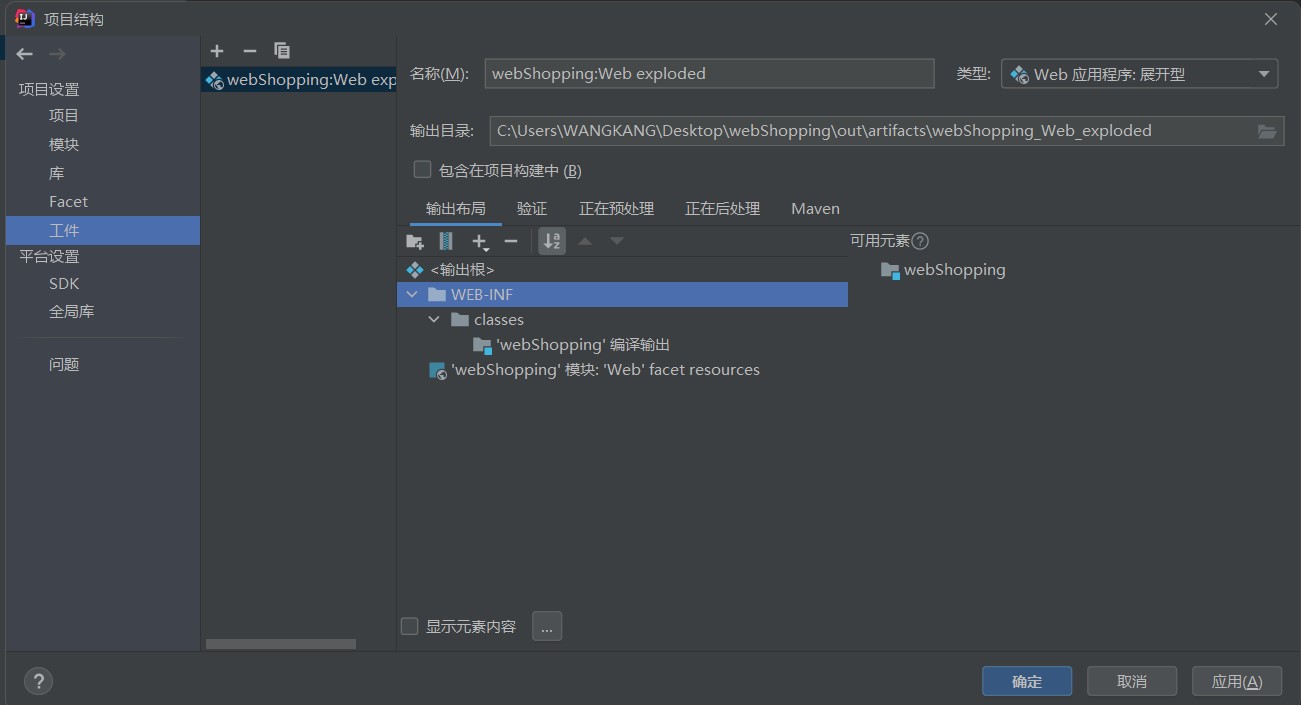 项目结构
项目设置
项目
模块
库
Facet
工件
平台设置
SDK
全局库
问题
webShopping:Web exp
名称(M): webShopping:Web exploded 类型: Web 应用程序: 展开型
输出目录: C:\Users\WANGKANG\Desktop\webShopping\out\artifacts\webShopping_Web_exploded
包含在项目构建中 (B)
输出布局 验证 正在预处理 正在后处理 Maven
可用元素?
<输出根>
webShopping
WEB-INF
classes
'webShopping' 编译输出
'webShopping' 模块: 'Web' facet resources
显示元素内容 ...
? 确定 取消 应用(A)